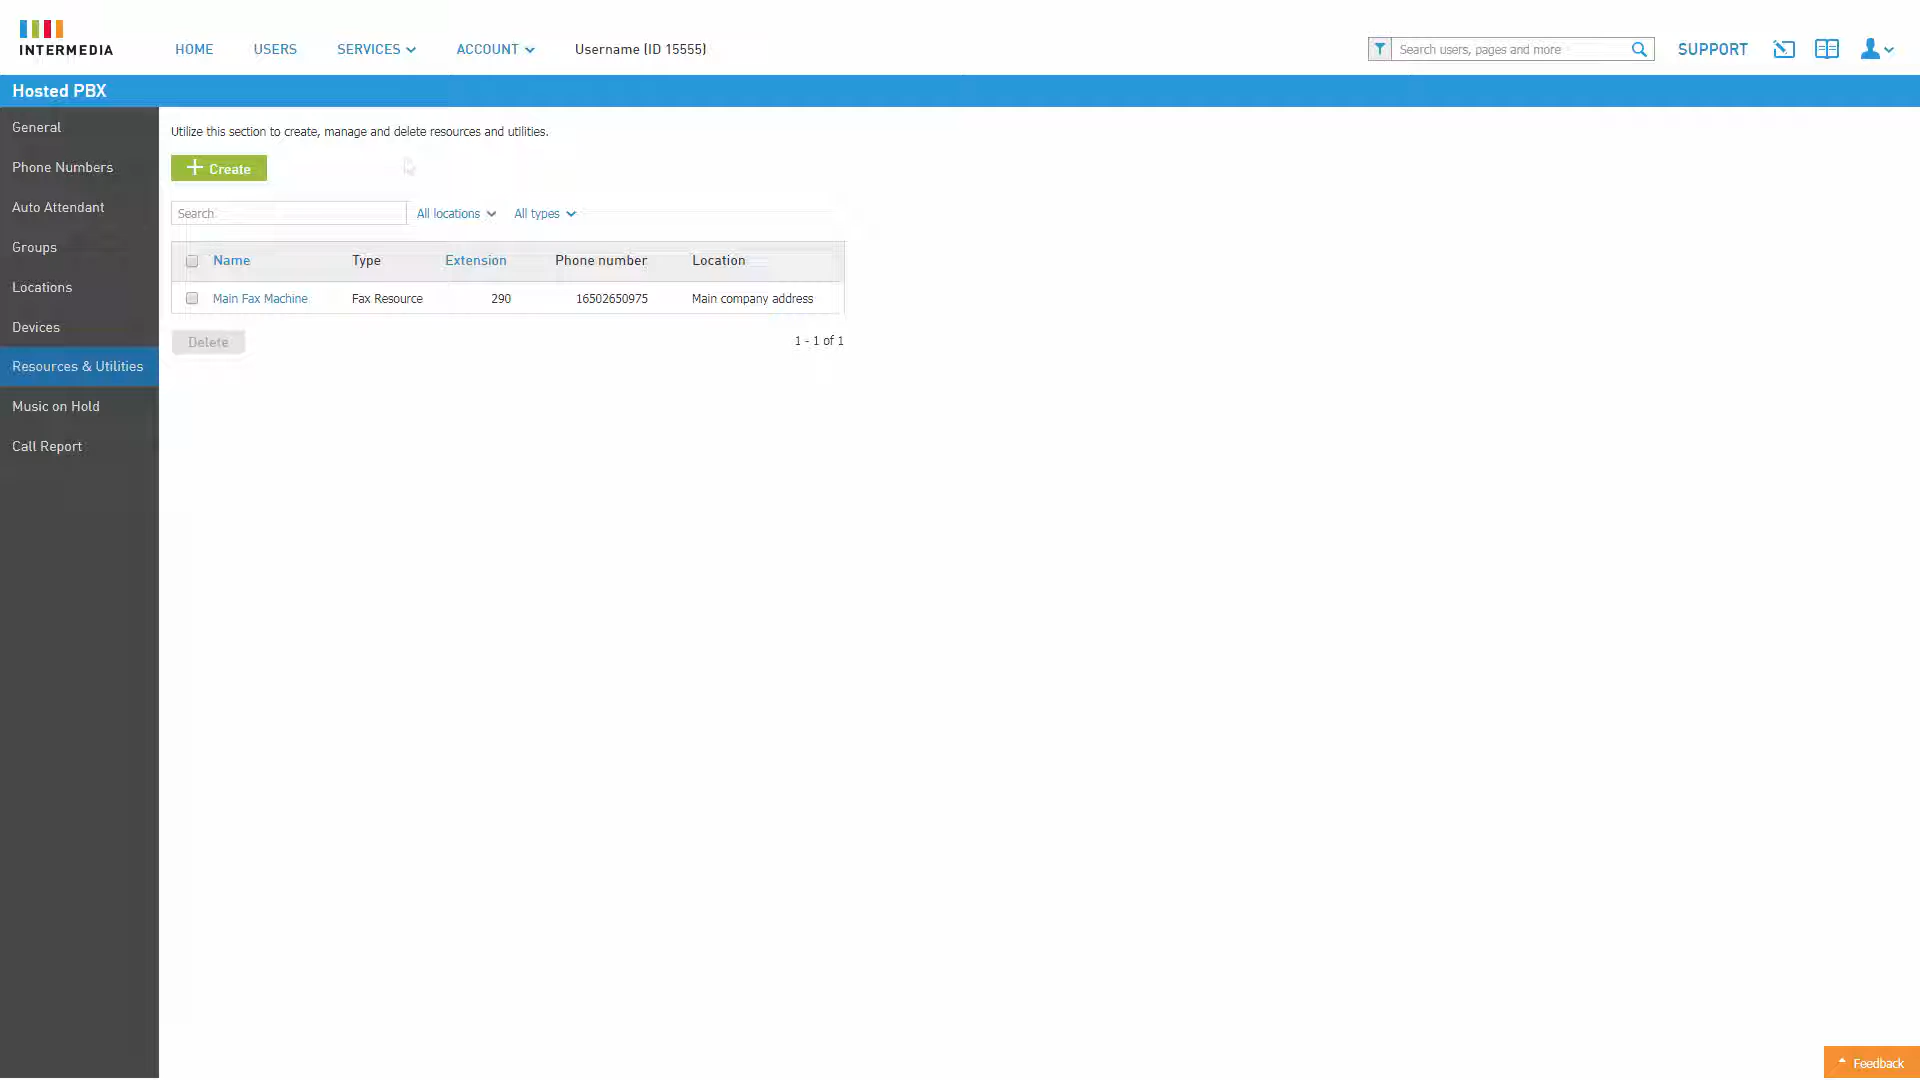 INTERMEDIA
HOME USERS SERVICES ACCOUNT Username (ID 15555)
Search users, pages and more
SUPPORT
Hosted PBX
General
Phone Numbers
Auto Attendant
Groups
Locations
Devices
Resources & Utilities
Music on Hold
Call Report
Utilize this section to create, manage and delete resources and utilities.
Create
Search All locations All types
Name Type Extension Phone number Location
Main Fax Machine Fax Resource 290 16502650975 Main company address
Delete 1 - 1 of 1
Feedback